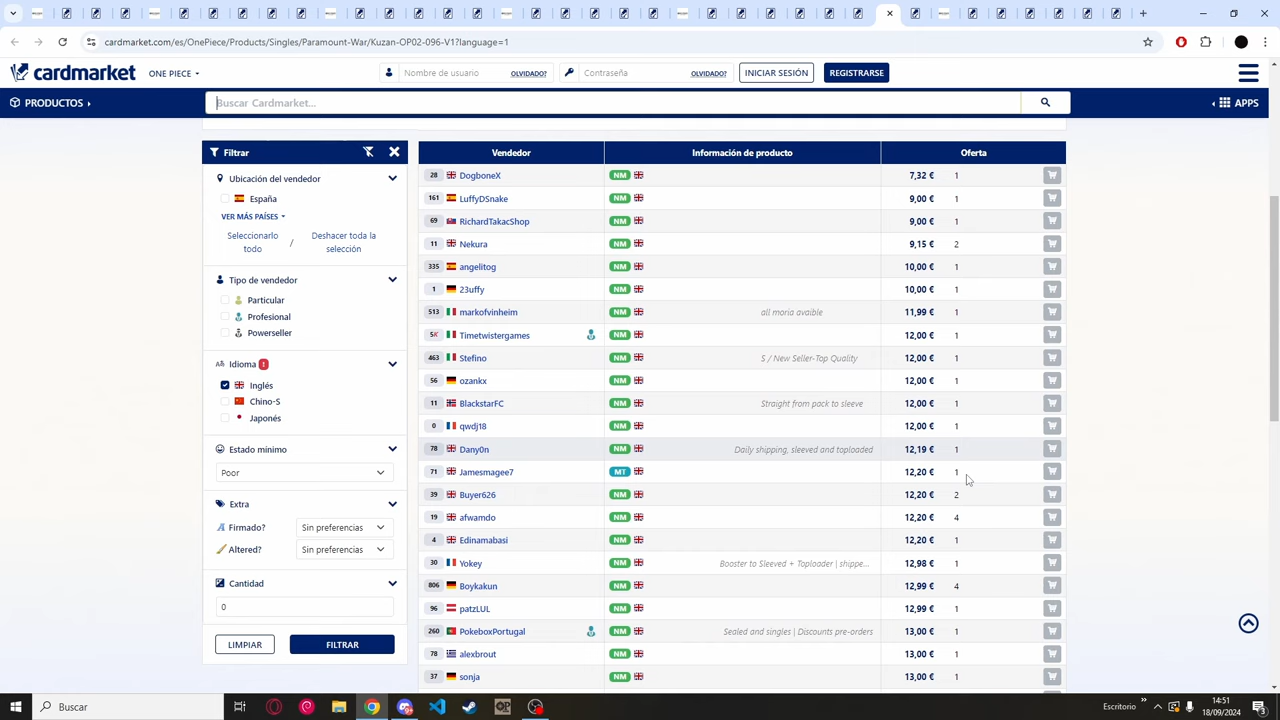 cardmarket.com/es/OnePiece/Products/Singles/Paramount-War/Kuzan-OP02-096-V1?language=1
cardmarket ONE PIECE Nombre de usuario OLVIDADO? Contraseña OLVIDADO? INICIAR SESIÓN REGISTRARSE
PRODUCTOS Buscar Cardmarket... APPS
Filtrar
Ubicación del vendedor
España
VER MÁS PAÍSES
Seleccionarlo todo / Deshacer toda la selección
Tipo de vendedor
Particular
Profesional
Powerseller
Idioma !
Inglés
Chino-S
Japonés
Estado mínimo
Poor
Extra
Firmado? Sin preferencias
Altered? Sin preferencias
Cantidad
0
LIMPIAR FILTRAR
Vendedor Información de producto Oferta
28 DogboneX NM 7,32 € 1
161 LuffyDSnake NM 9,00 € 1
69 RichardTakacShop NM 9,00 € 1
11 Nekura NM 9,15 € 2
335 angelitog NM 10,00 € 1
1 23uffy NM 10,00 € 1
513 markofvinheim NM all moria avaible 11,99 € 1
5K Timetwistergames NM 12,00 € 1
463 Stefino NM S / New Seller-Top Quality 12,00 € 1
56 ozankx NM 12,00 € 1
11 BlackstarFC NM Straight from pack to sleeve 12,00 € 1
0 qwdj18 NM 12,00 € 1
78 Dany0n NM Daily shipping, sleeved and toploaded 12,19 € 1
71 Jamesmagee7 MT 12,20 € 1
39 Buyer626 NM 12,20 € 2
19 afwamdo NM 12,20 € 4
4 Edinamabasi NM 12,20 € 1
30 Yokey NM Booster to Sleeved + Toploader | shippe... 12,98 € 1
806 Boykakun NM 12,99 € 4
96 patzLUL NM 12,99 € 1
260 PokeboxPortugal NM Sealed and singles | Discounts pre-orders 13,00 € 1
78 alexbrout NM 13,00 € 1
37 sonja NM 13,00 € 1
Buscar
Escritorio
14:51
18/09/2024
3